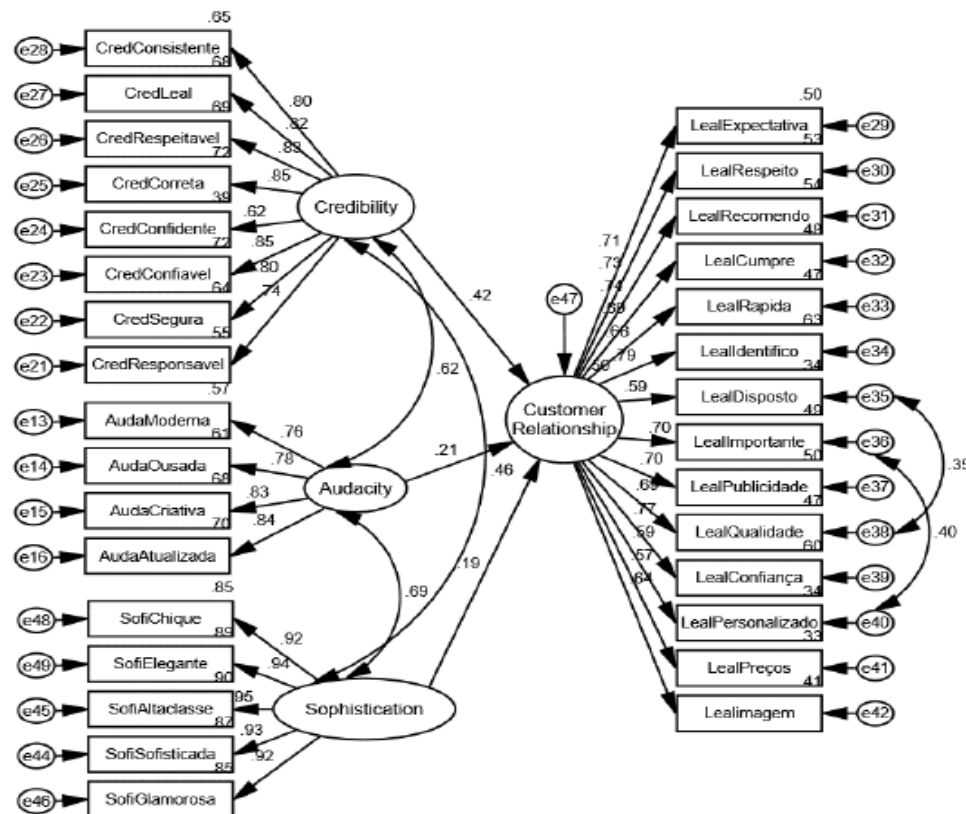 .65
e28
CredConsistente
.68
.80
e27
CredLeal
.69
.82
e26
CredRespeitavel
.72
.83
e25
CredCorreta
.39
.85
e24
CredConfidente
.72
.62
e23
CredConfiavel
.64
.85
e22
CredSegura
.55
.80
e21
CredResponsavel
.74
Credibility
.57
e13
AudaModerna
.61
.76
e14
AudaOusada
.68
.78
e15
AudaCriativa
.70
.83
e16
AudaAtualizada
.84
Audacity
.85
e48
SofiChique
.89
.92
e49
SofiElegante
.90
.94
e45
SofiAltaclasse
.87
.95
e44
SofiSofisticada
.85
.93
e46
SofiGlamorosa
.92
Sophistication
.42
.62
.21
.46
.19
.69
e47
Customer
Relationship
.50
LealExpectativa
.53
e29
.71
LealRespeito
.54
e30
.73
LealRecomendo
.48
e31
.74
LealCumpre
.47
e32
LealRapida
.63
e33
.68
LealIdentifico
.34
e34
.79
LealDisposto
.49
e35
.59
LealImportante
.50
e36
.70
LealPublicidade
.47
e37
.70
LealQualidade
.60
e38
LealConfiança
.34
e39
.77
LealPersonalizado
.33
e40
.59
LealPreços
.41
e41
.57
LealImagem
e42
.64
.35
.40